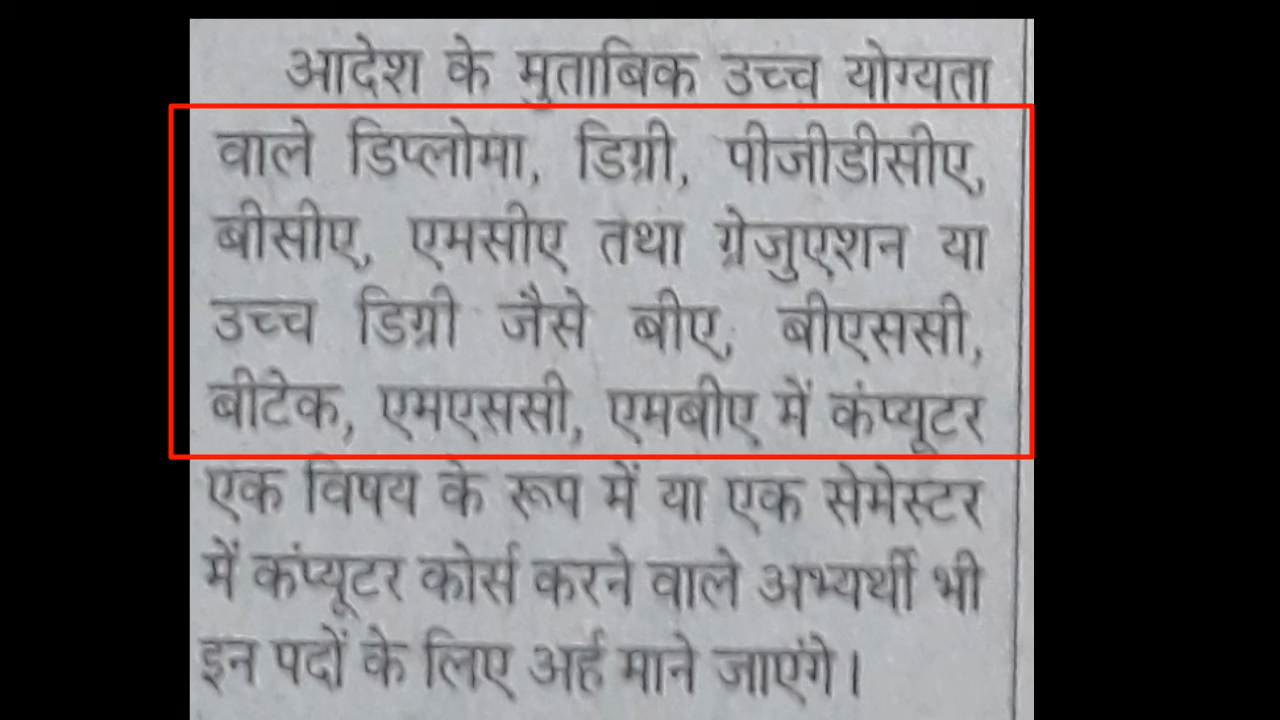 आदेश के मुताबिक उच्च योग्यता
वाले डिप्लोमा, डिग्री, पीजीडीसीए,
बीसीए, एमसीए तथा ग्रेजुएशन या
उच्च डिग्री जैसे बीए, बीएससी,
बीटेक, एमएससी, एमबीए में कंप्यूटर
एक विषय के रूप में या एक सेमेस्टर
में कंप्यूटर कोर्स करने वाले अभ्यर्थी भी
इन पदों के लिए अर्ह माने जाएंगे।